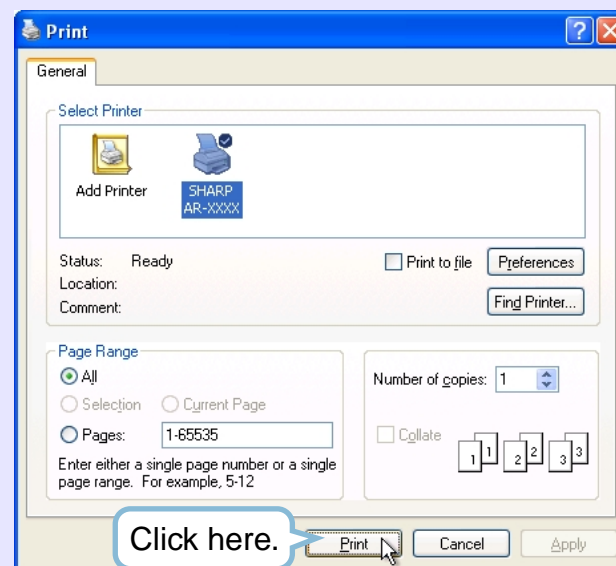 Print
General
Select Printer
Add Printer
SHARP
AR-XXXX
Status: Ready
Print to file
Preferences
Location:
Comment:
Find Printer...
Page Range
All
Selection
Current Page
Pages:
1-65535
Enter either a single page number or a single
page range. For example, 5-12
Number of copies: 1
Collate
1 1 2 2 3 3
Click here.
Print
Cancel
Apply